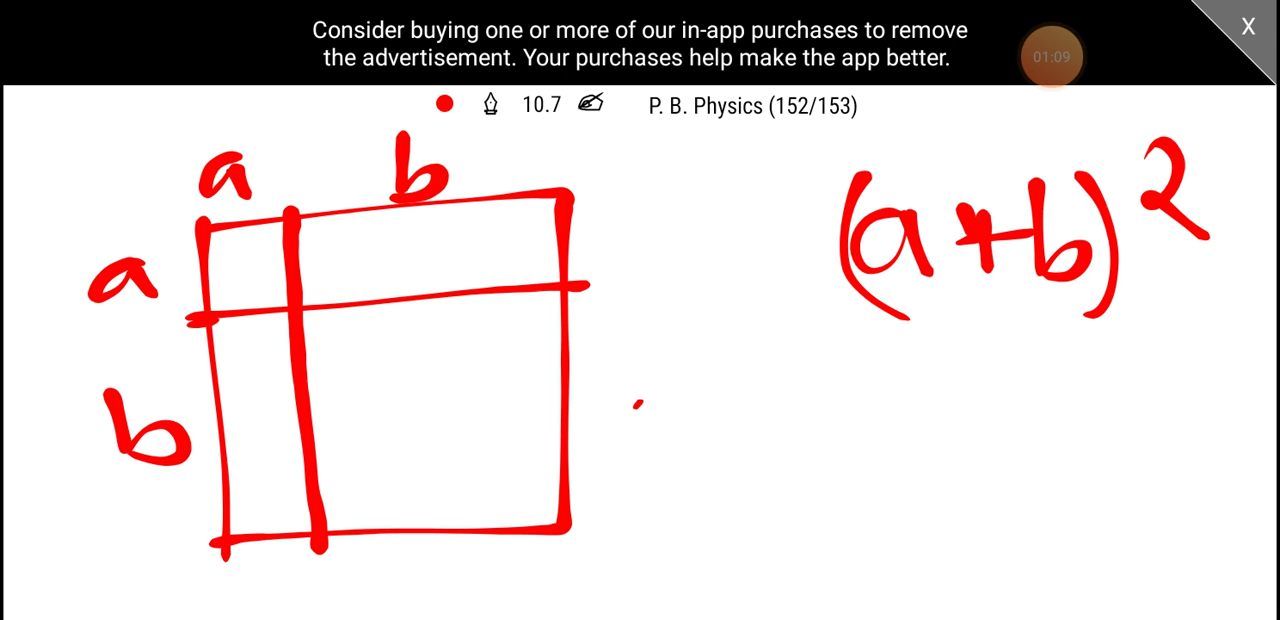 Consider buying one or more of our in-app purchases to remove
the advertisement. Your purchases help make the app better.
X
01:09
10.7
P. B. Physics (152/153)
a b
(a+b)²
a
b